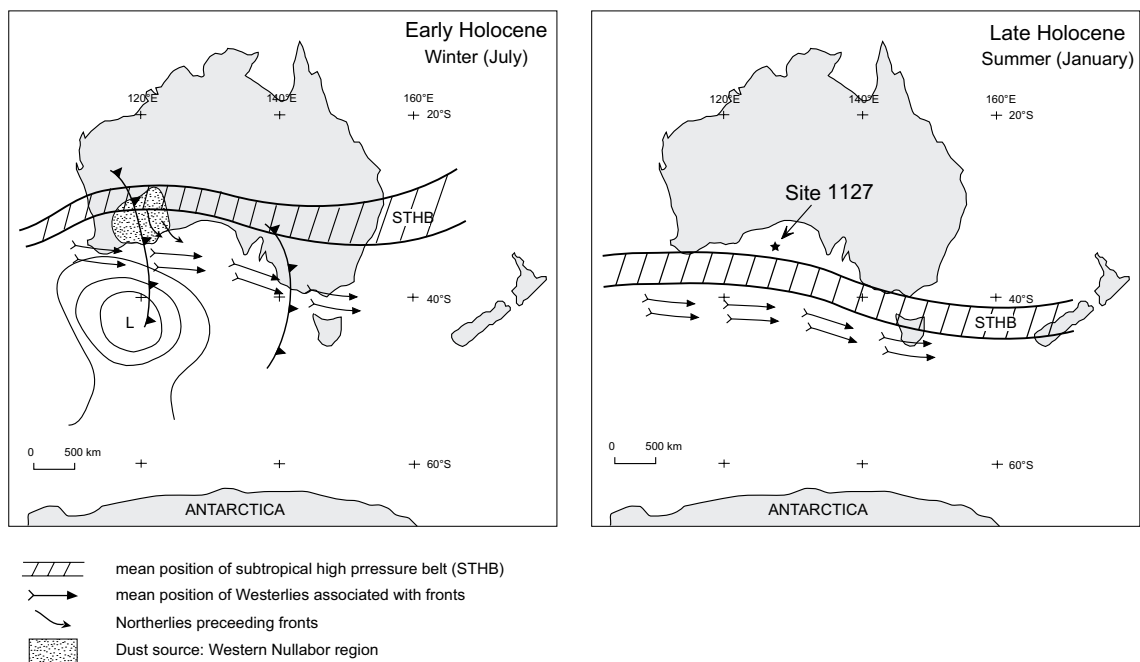 Early Holocene
Winter (July)
120°E
140°E
160°E
20°S
STHB
40°S
L
0 500 km
60°S
ANTARCTICA
Late Holocene
Summer (January)
120°E
140°E
160°E
20°S
Site 1127
40°S
STHB
0 500 km
60°S
ANTARCTICA
mean position of subtropical high prressure belt (STHB)
mean position of Westerlies associated with fronts
Northerlies preceeding fronts
Dust source: Western Nullabor region